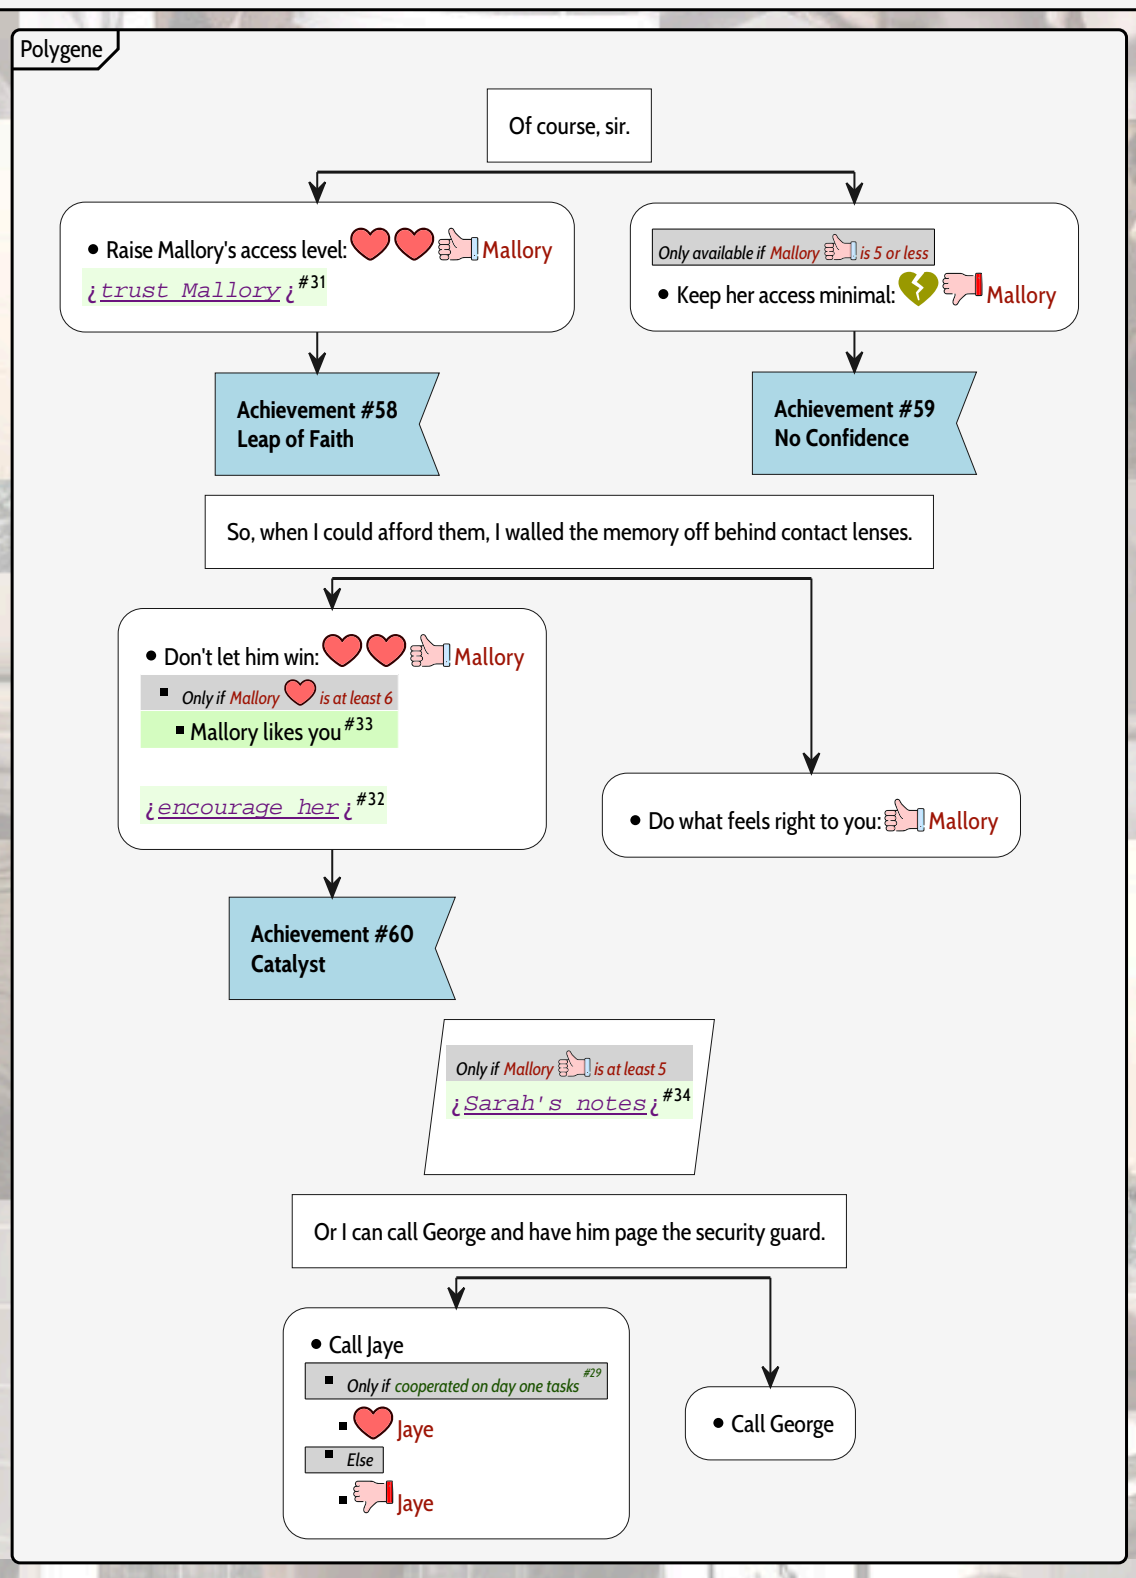 Polygene
Of course, sir.
• Raise Mallory's access level: Mallory
¿trust Mallory¿#31
Only available if Mallory is 5 or less
• Keep her access minimal: Mallory
Achievement #58
Leap of Faith
Achievement #59
No Confidence
So, when I could afford them, I walled the memory off behind contact lenses.
• Don't let him win: Mallory
▪ Only if Mallory is at least 6
▪ Mallory likes you#33
¿encourage her¿#32
• Do what feels right to you: Mallory
Achievement #60
Catalyst
Only if Mallory is at least 5
¿Sarah's notes¿#34
Or I can call George and have him page the security guard.
• Call Jaye
▪ Only if cooperated on day one tasks #29
▪ Jaye
▪ Else
▪ Jaye
• Call George